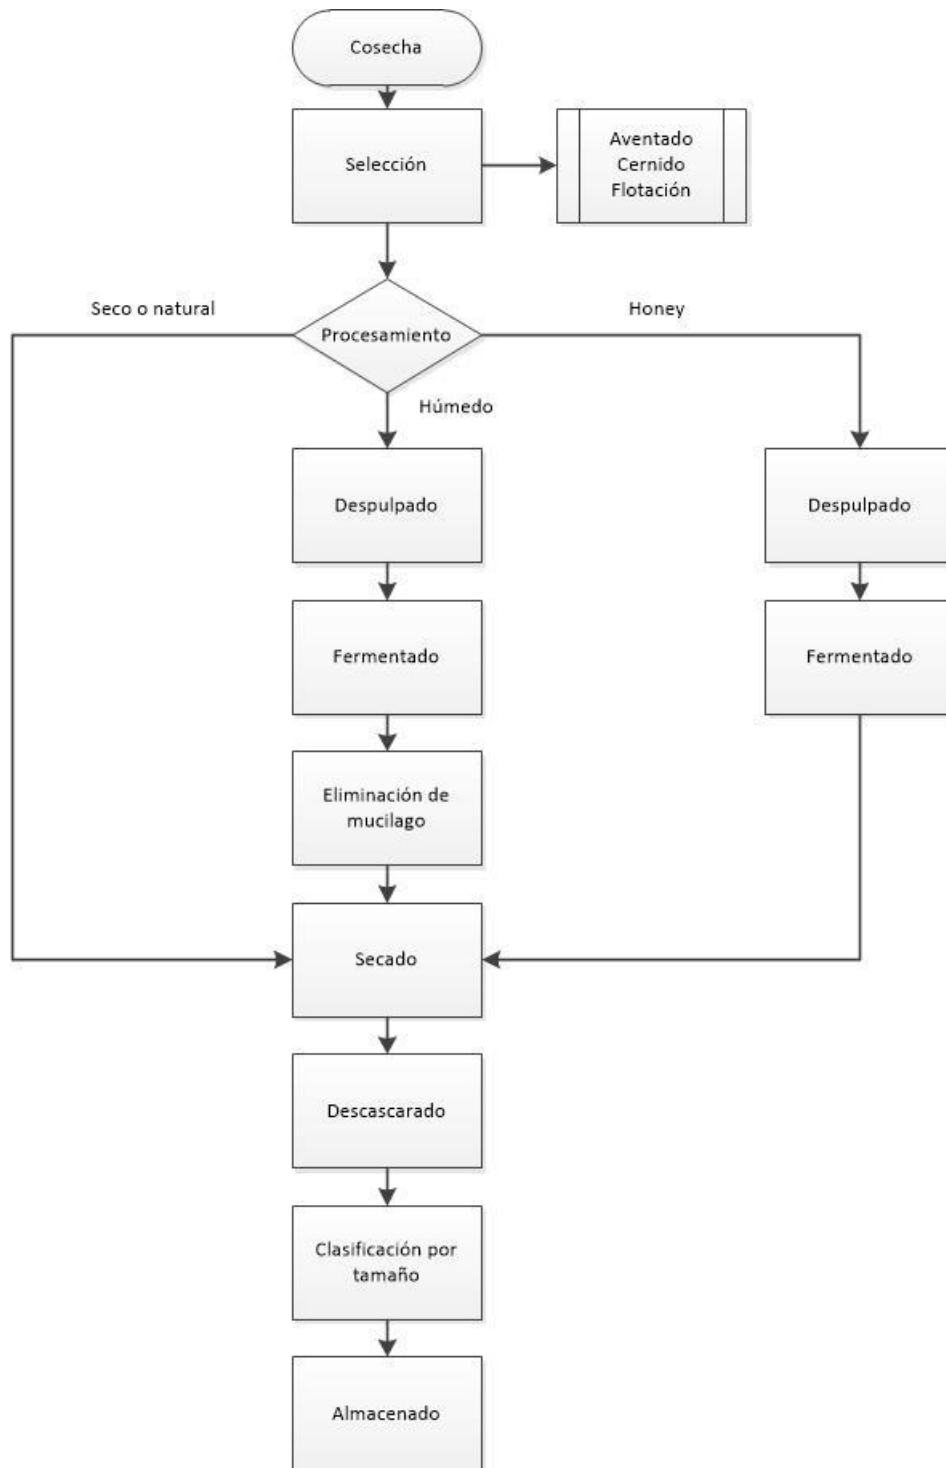 Cosecha
Selección
Aventado
Cernido
Flotación
Seco o natural
Procesamiento
Honey
Húmedo
Despulpado
Despulpado
Fermentado
Fermentado
Eliminación de
mucilago
Secado
Descascarado
Clasificación por
tamaño
Almacenado